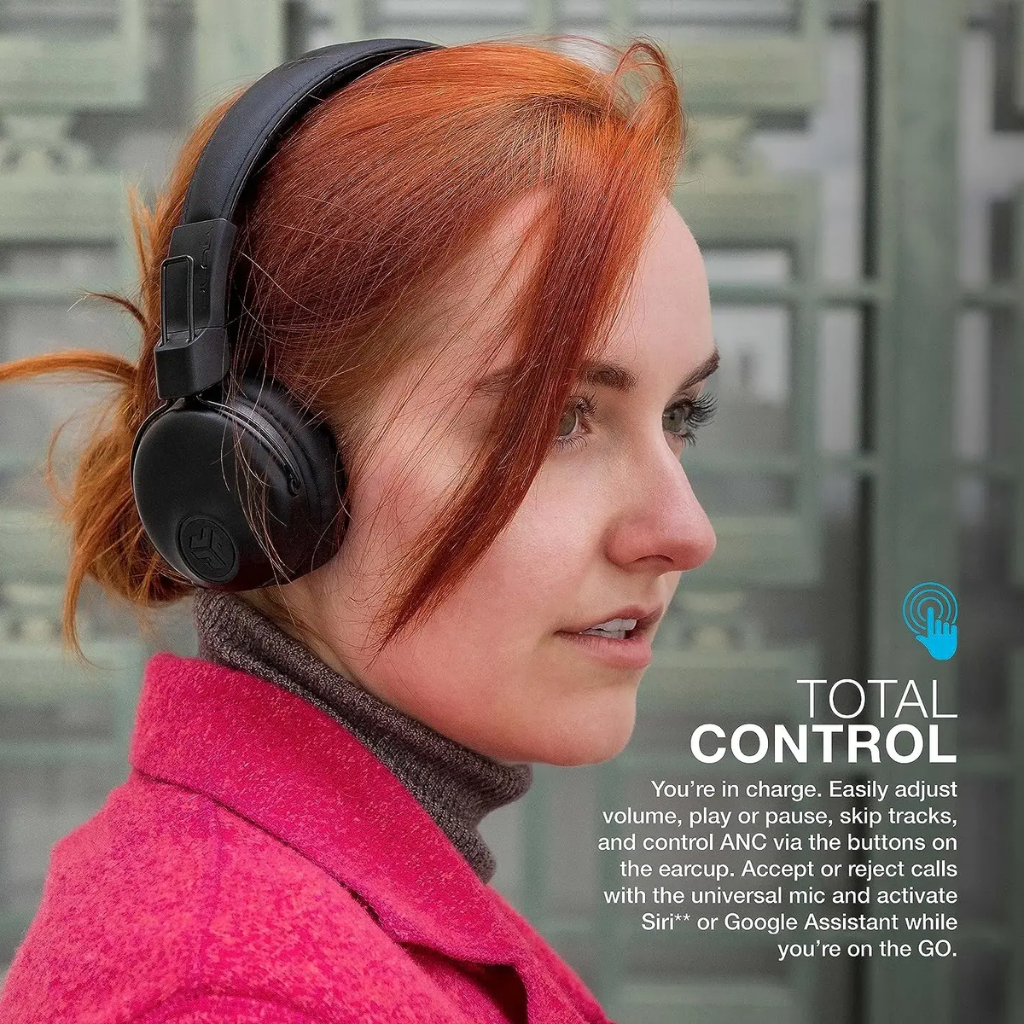 TOTAL
CONTROL
You're in charge. Easily adjust
volume, play or pause, skip tracks,
and control ANC via the buttons on
the earcup. Accept or reject calls
with the universal mic and activate
Siri** or Google Assistant while
you're on the GO.